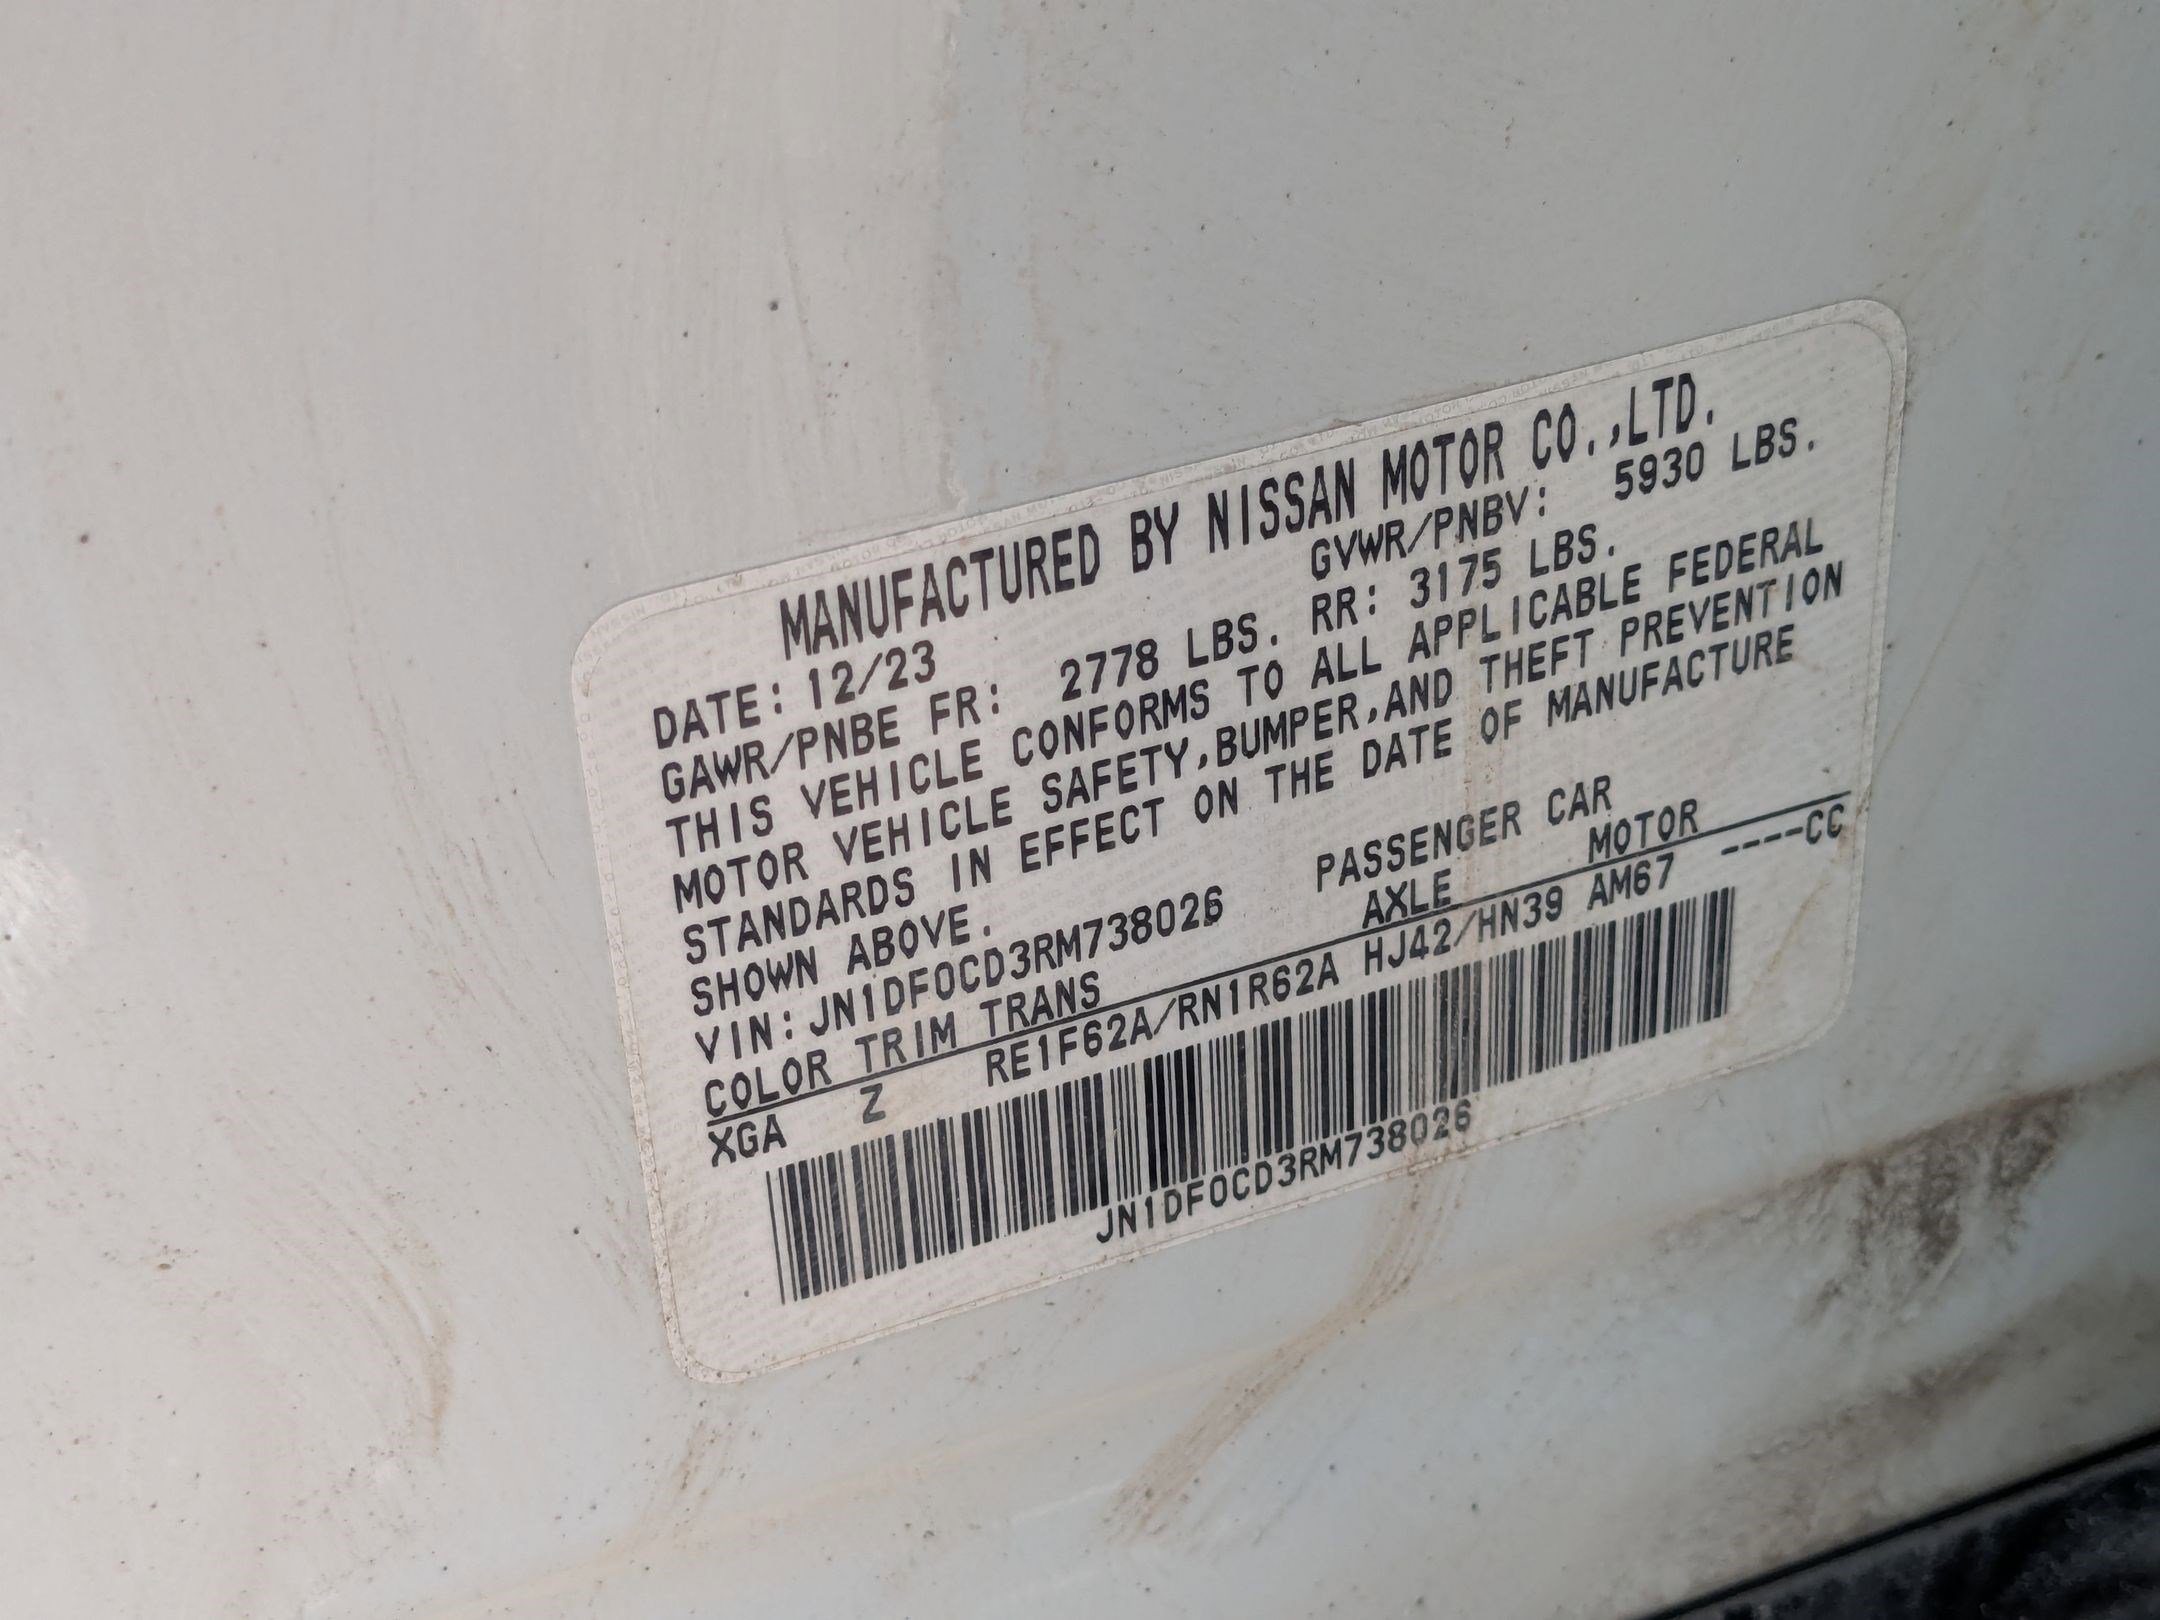 MANUFACTURED BY NISSAN MOTOR CO.,LTD.
DATE: 12/23 GVWR/PNBV: 5930 LBS.
GAWR/PNBE FR: 2778 LBS. RR: 3175 LBS.
THIS VEHICLE CONFORMS TO ALL APPLICABLE FEDERAL
MOTOR VEHICLE SAFETY,BUMPER,AND THEFT PREVENTION
STANDARDS IN EFFECT ON THE DATE OF MANUFACTURE
SHOWN ABOVE.
VIN: JN1DF0CD3RM738026 PASSENGER CAR
COLOR TRIM TRANS AXLE MOTOR
XGA Z RE1F62A/RN1R62A HJ42/HN39 AM67 ----CC
JN1DF0CD3RM738026